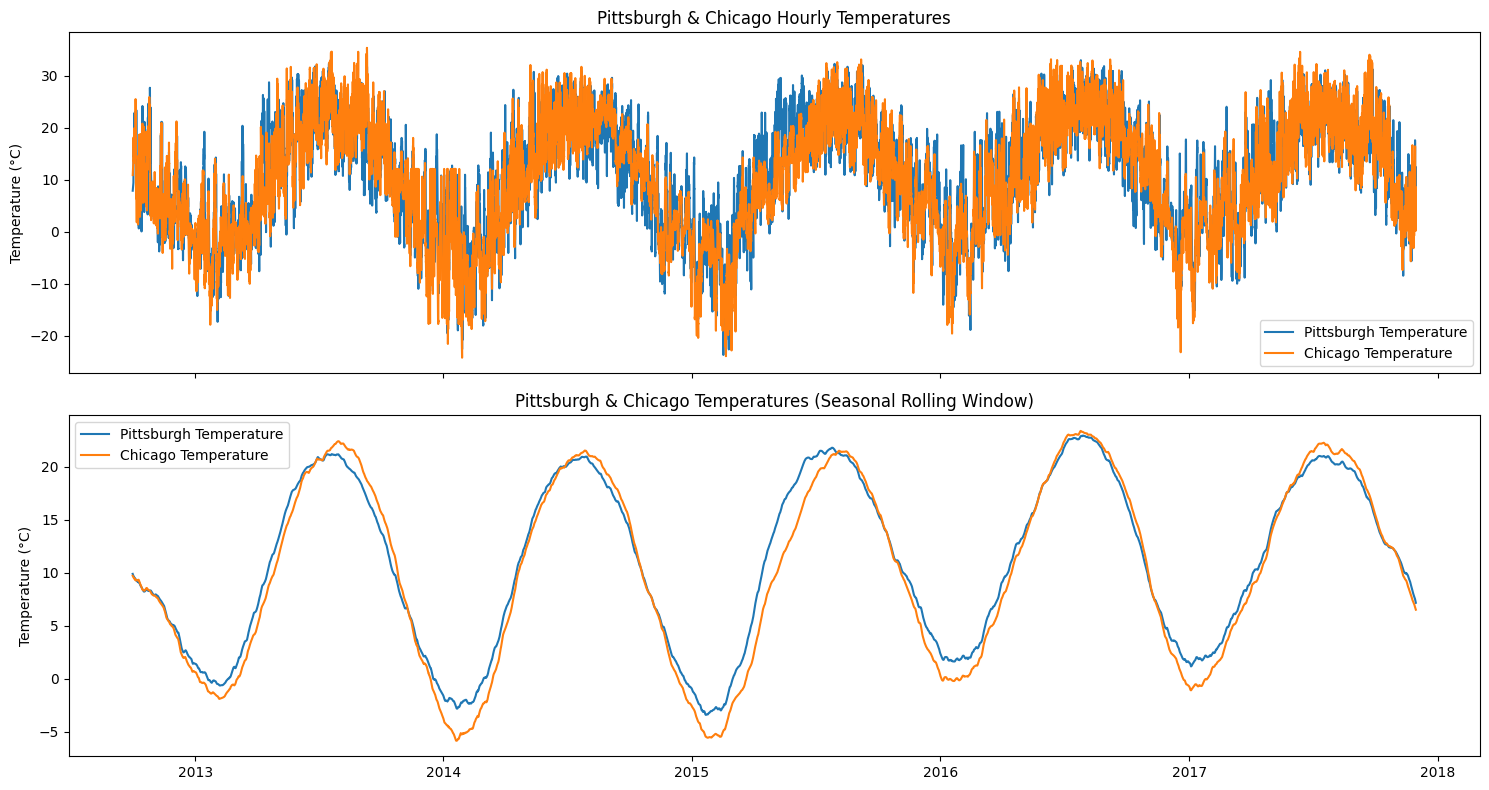 Pittsburgh & Chicago Hourly Temperatures
Temperature (°C)
30
20
10
0
−10
−20
Pittsburgh Temperature
Chicago Temperature
Pittsburgh & Chicago Temperatures (Seasonal Rolling Window)
Temperature (°C)
20
15
10
5
0
−5
Pittsburgh Temperature
Chicago Temperature
2013
2014
2015
2016
2017
2018